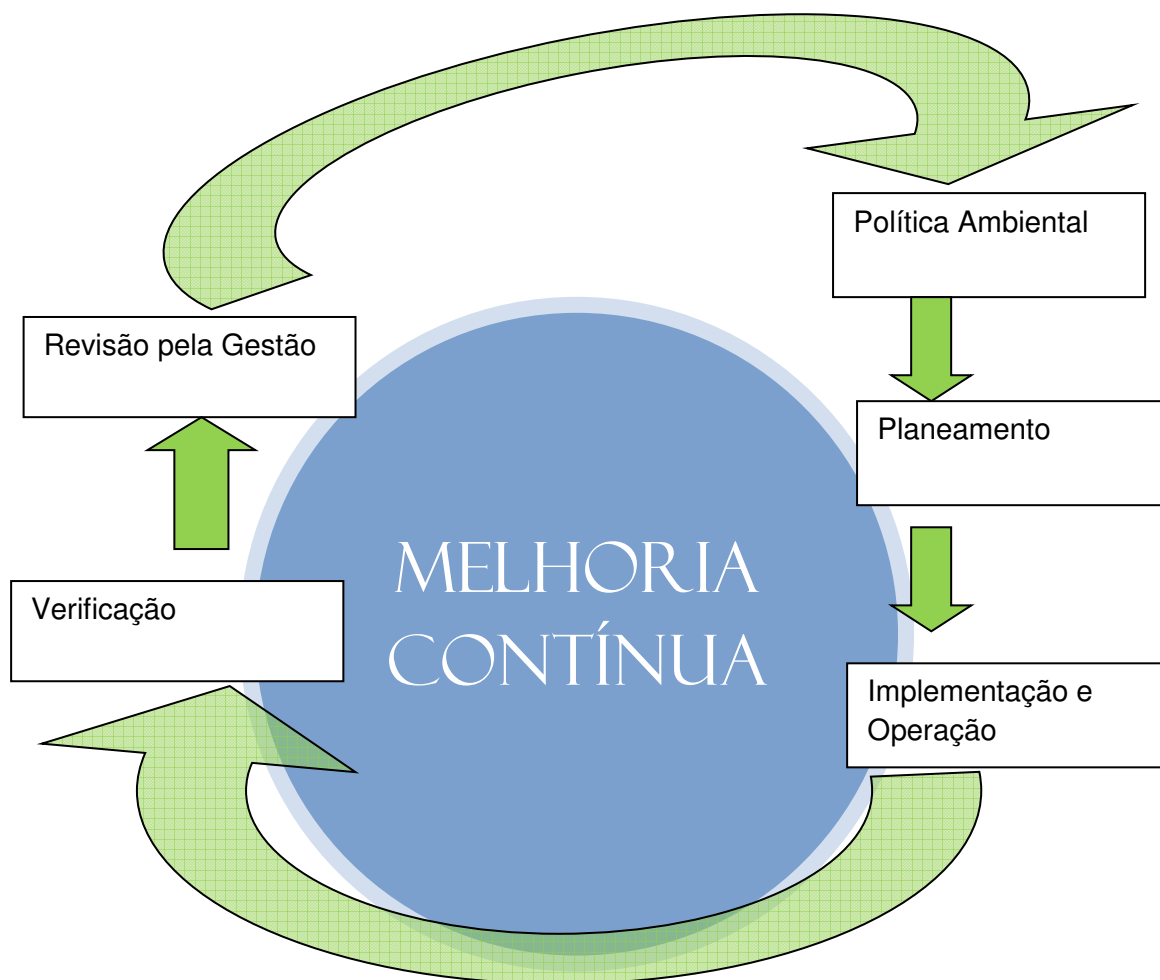 Política Ambiental
Revisão pela Gestão
Planeamento
MELHORIA
CONTÍNUA
Verificação
Implementação e
Operação